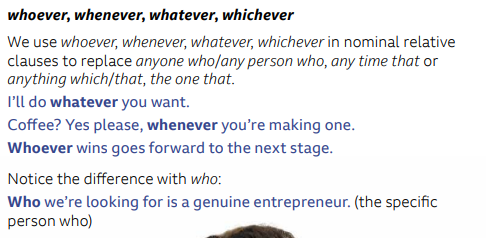 whoever, whenever, whatever, whichever
We use whoever, whenever, whatever, whichever in nominal relative
clauses to replace anyone who/any person who, any time that or
anything which/that, the one that.
I'll do whatever you want.
Coffee? Yes please, whenever you're making one.
Whoever wins goes forward to the next stage.
Notice the difference with who:
Who we're looking for is a genuine entrepreneur. (the specific
person who)